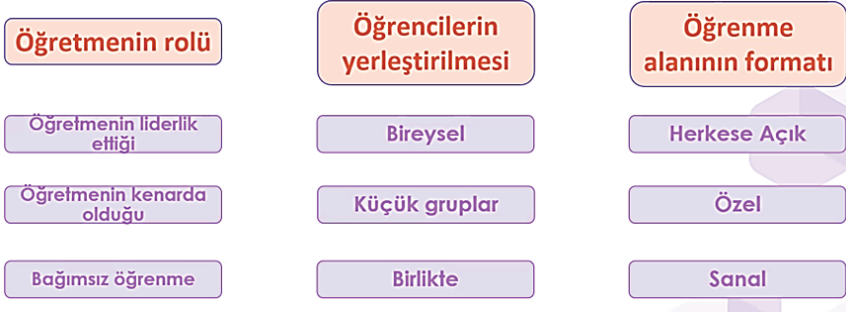 Öğretmenin rolü
Öğrencilerin
yerleştirilmesi
Öğrenme
alanının formatı
Öğretmenin liderlik
ettiği
Bireysel
Herkese Açık
Öğretmenin kenarda
olduğu
Küçük gruplar
Özel
Bağımsız öğrenme
Birlikte
Sanal